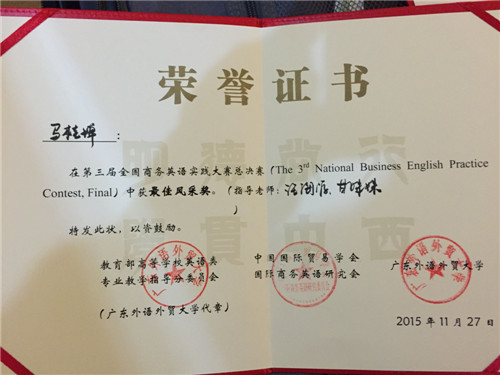 荣誉证书
在第三届全国商务英语实践大赛总决赛（The 3rd National Business English Practice
Contest, Final）中获最佳风采奖。（指导老师：
）
特发此状，以资鼓励。
教育部高等学校英语类 中国国际贸易学会 广东外语外贸大学
专业教学指导分委员会 国际商务英语研究会
（广东外语外贸大学代章）
2015 年 11 月 27 日